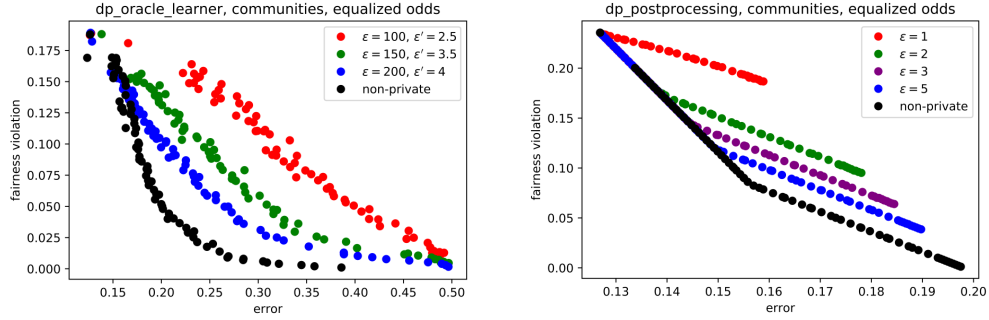 dp_oracle_learner, communities, equalized odds
ε = 100, ε′ = 2.5
ε = 150, ε′ = 3.5
ε = 200, ε′ = 4
non-private
0.175
0.150
0.125
0.100
0.075
0.050
0.025
0.000
fairness violation
0.15 0.20 0.25 0.30 0.35 0.40 0.45 0.50
error
dp_postprocessing, communities, equalized odds
ε = 1
ε = 2
ε = 3
ε = 5
non-private
0.20
0.15
0.10
0.05
0.00
fairness violation
0.13 0.14 0.15 0.16 0.17 0.18 0.19 0.20
error